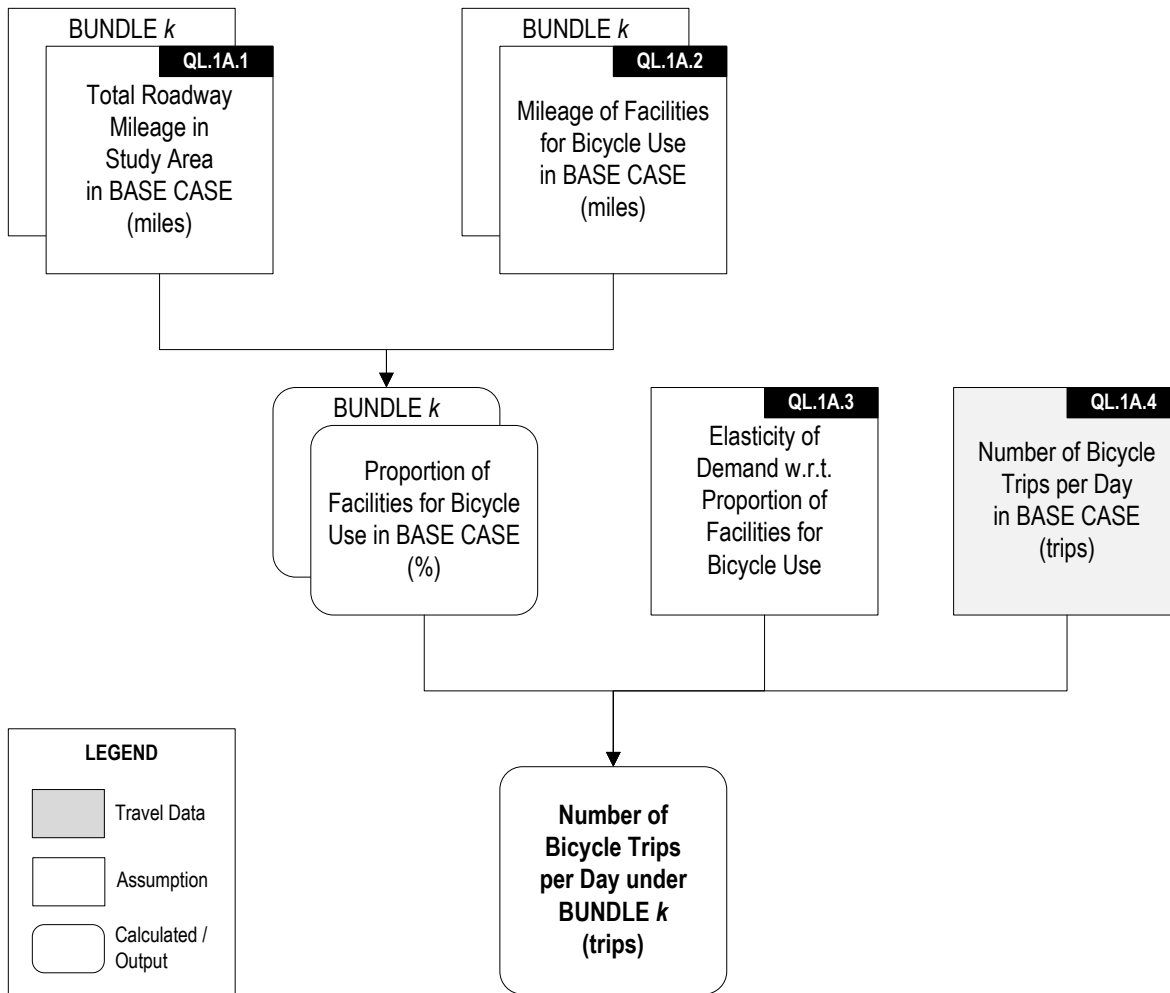 BUNDLE k
QL.1A.1
Total Roadway
Mileage in
Study Area
in BASE CASE
(miles)
BUNDLE k
QL.1A.2
Mileage of Facilities
for Bicycle Use
in BASE CASE
(miles)
BUNDLE k
Proportion of
Facilities for Bicycle
Use in BASE CASE
(%)
QL.1A.3
Elasticity of
Demand w.r.t.
Proportion of
Facilities for
Bicycle Use
QL.1A.4
Number of Bicycle
Trips per Day
in BASE CASE
(trips)
LEGEND
Travel Data
Assumption
Calculated /
Output
Number of
Bicycle Trips
per Day under
BUNDLE k
(trips)